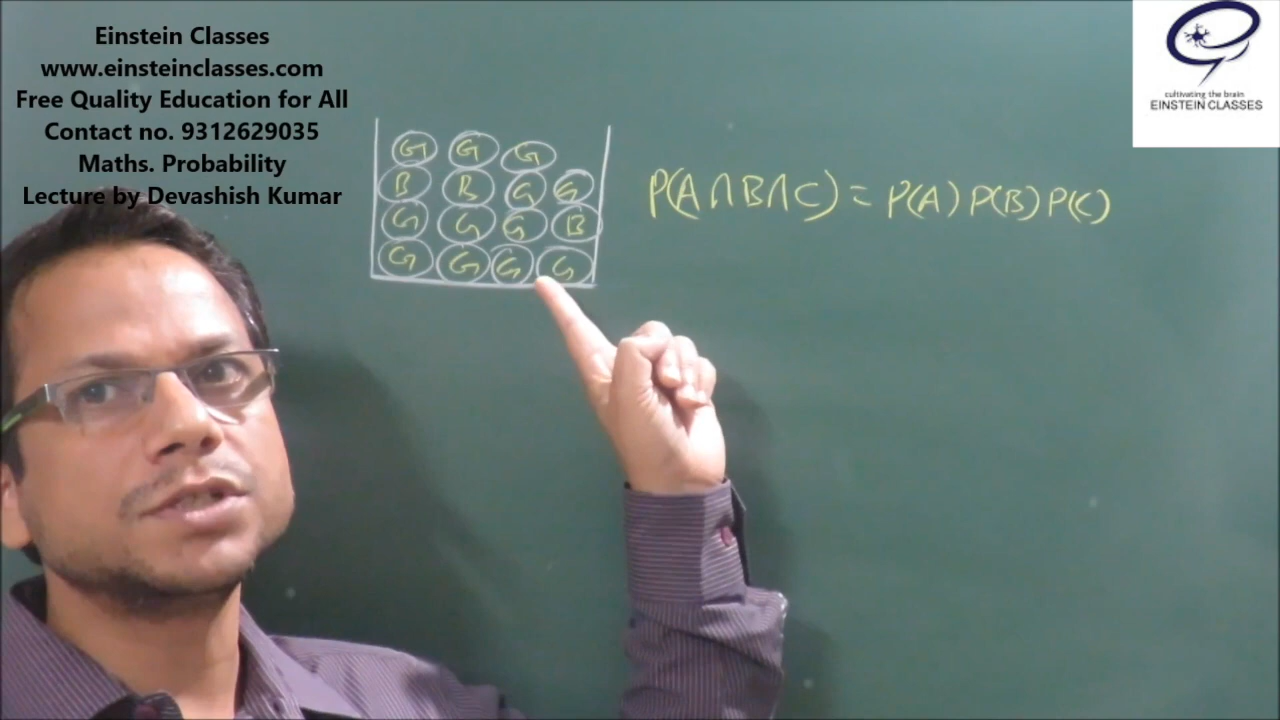 Einstein Classes
www.einsteinclasses.com
Free Quality Education for All
Contact no. 9312629035
Maths. Probability
Lecture by Devashish Kumar
cultivating the brain
EINSTEIN CLASSES
G G G
B B G G
G G G B
G G G G
P(A∩B∩C) = P(A) P(B) P(C)